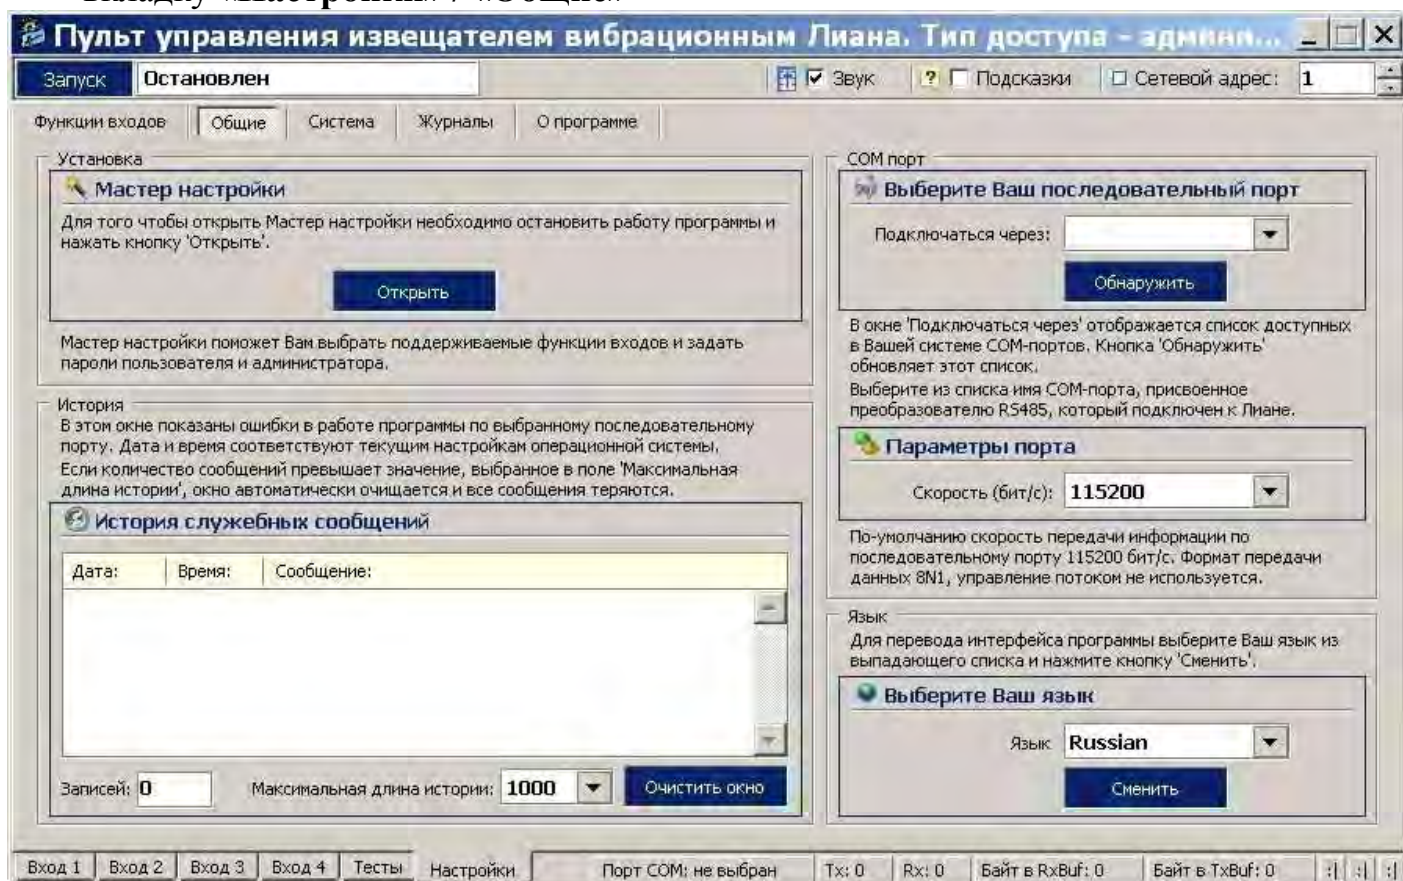 вкладку «Настройки» / «Общие»
Пульт управления извещателем вибрационным Лиана. Тип доступа - админи...
Запуск Остановлен Звук ? Подсказки Сетевой адрес: 1
Функции входов Общие Система Журналы О программе
Установка
Мастер настройки
Для того чтобы открыть Мастер настройки необходимо остановить работу программы и
нажать кнопку 'Открыть'.
Открыть
Мастер настройки поможет Вам выбрать поддерживаемые функции входов и задать
пароли пользователя и администратора.
История
В этом окне показаны ошибки в работе программы по выбранному последовательному
порту. Дата и время соответствуют текущим настройкам операционной системы.
Если количество сообщений превышает значение, выбранное в поле 'Максимальная
длина истории', окно автоматически очищается и все сообщения теряются.
История служебных сообщений
Дата: Время: Сообщение:
Записей: 0 Максимальная длина истории: 1000 Очистить окно
COM порт
Выберите Ваш последовательный порт
Подключаться через:
Обнаружить
В окне 'Подключаться через' отображается список доступных
в Вашей системе COM-портов. Кнопка 'Обнаружить'
обновляет этот список.
Выберите из списка имя COM-порта, присвоенное
преобразователю RS485, который подключен к Лиане.
Параметры порта
Скорость (бит/с): 115200
По-умолчанию скорость передачи информации по
последовательному порту 115200 бит/с. Формат передачи
данных 8N1, управление потоком не используется.
Язык
Для перевода интерфейса программы выберите Ваш язык из
выпадающего списка и нажмите кнопку 'Сменить'.
Выберите Ваш язык
Язык Russian
Сменить
Вход 1 Вход 2 Вход 3 Вход 4 Тесты Настройки Порт COM: не выбран Tx: 0 Rx: 0 Байт в RxBuf: 0 Байт в TxBuf: 0 :| :| :|